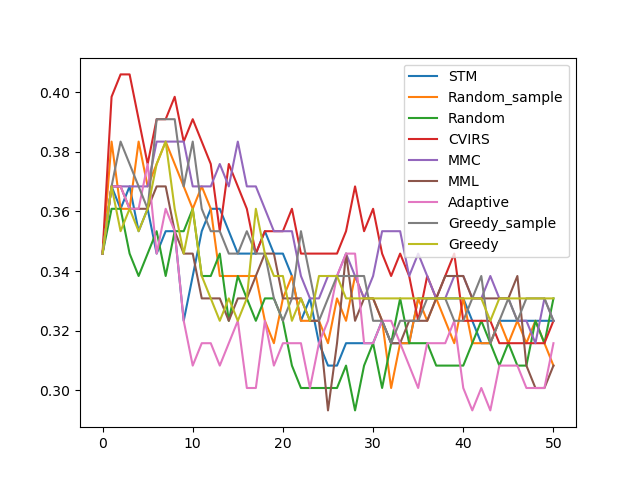 0.40
0.38
0.36
0.34
0.32
0.30
0
10
20
30
40
50
STM
Random_sample
Random
CVIRS
MMC
MML
Adaptive
Greedy_sample
Greedy